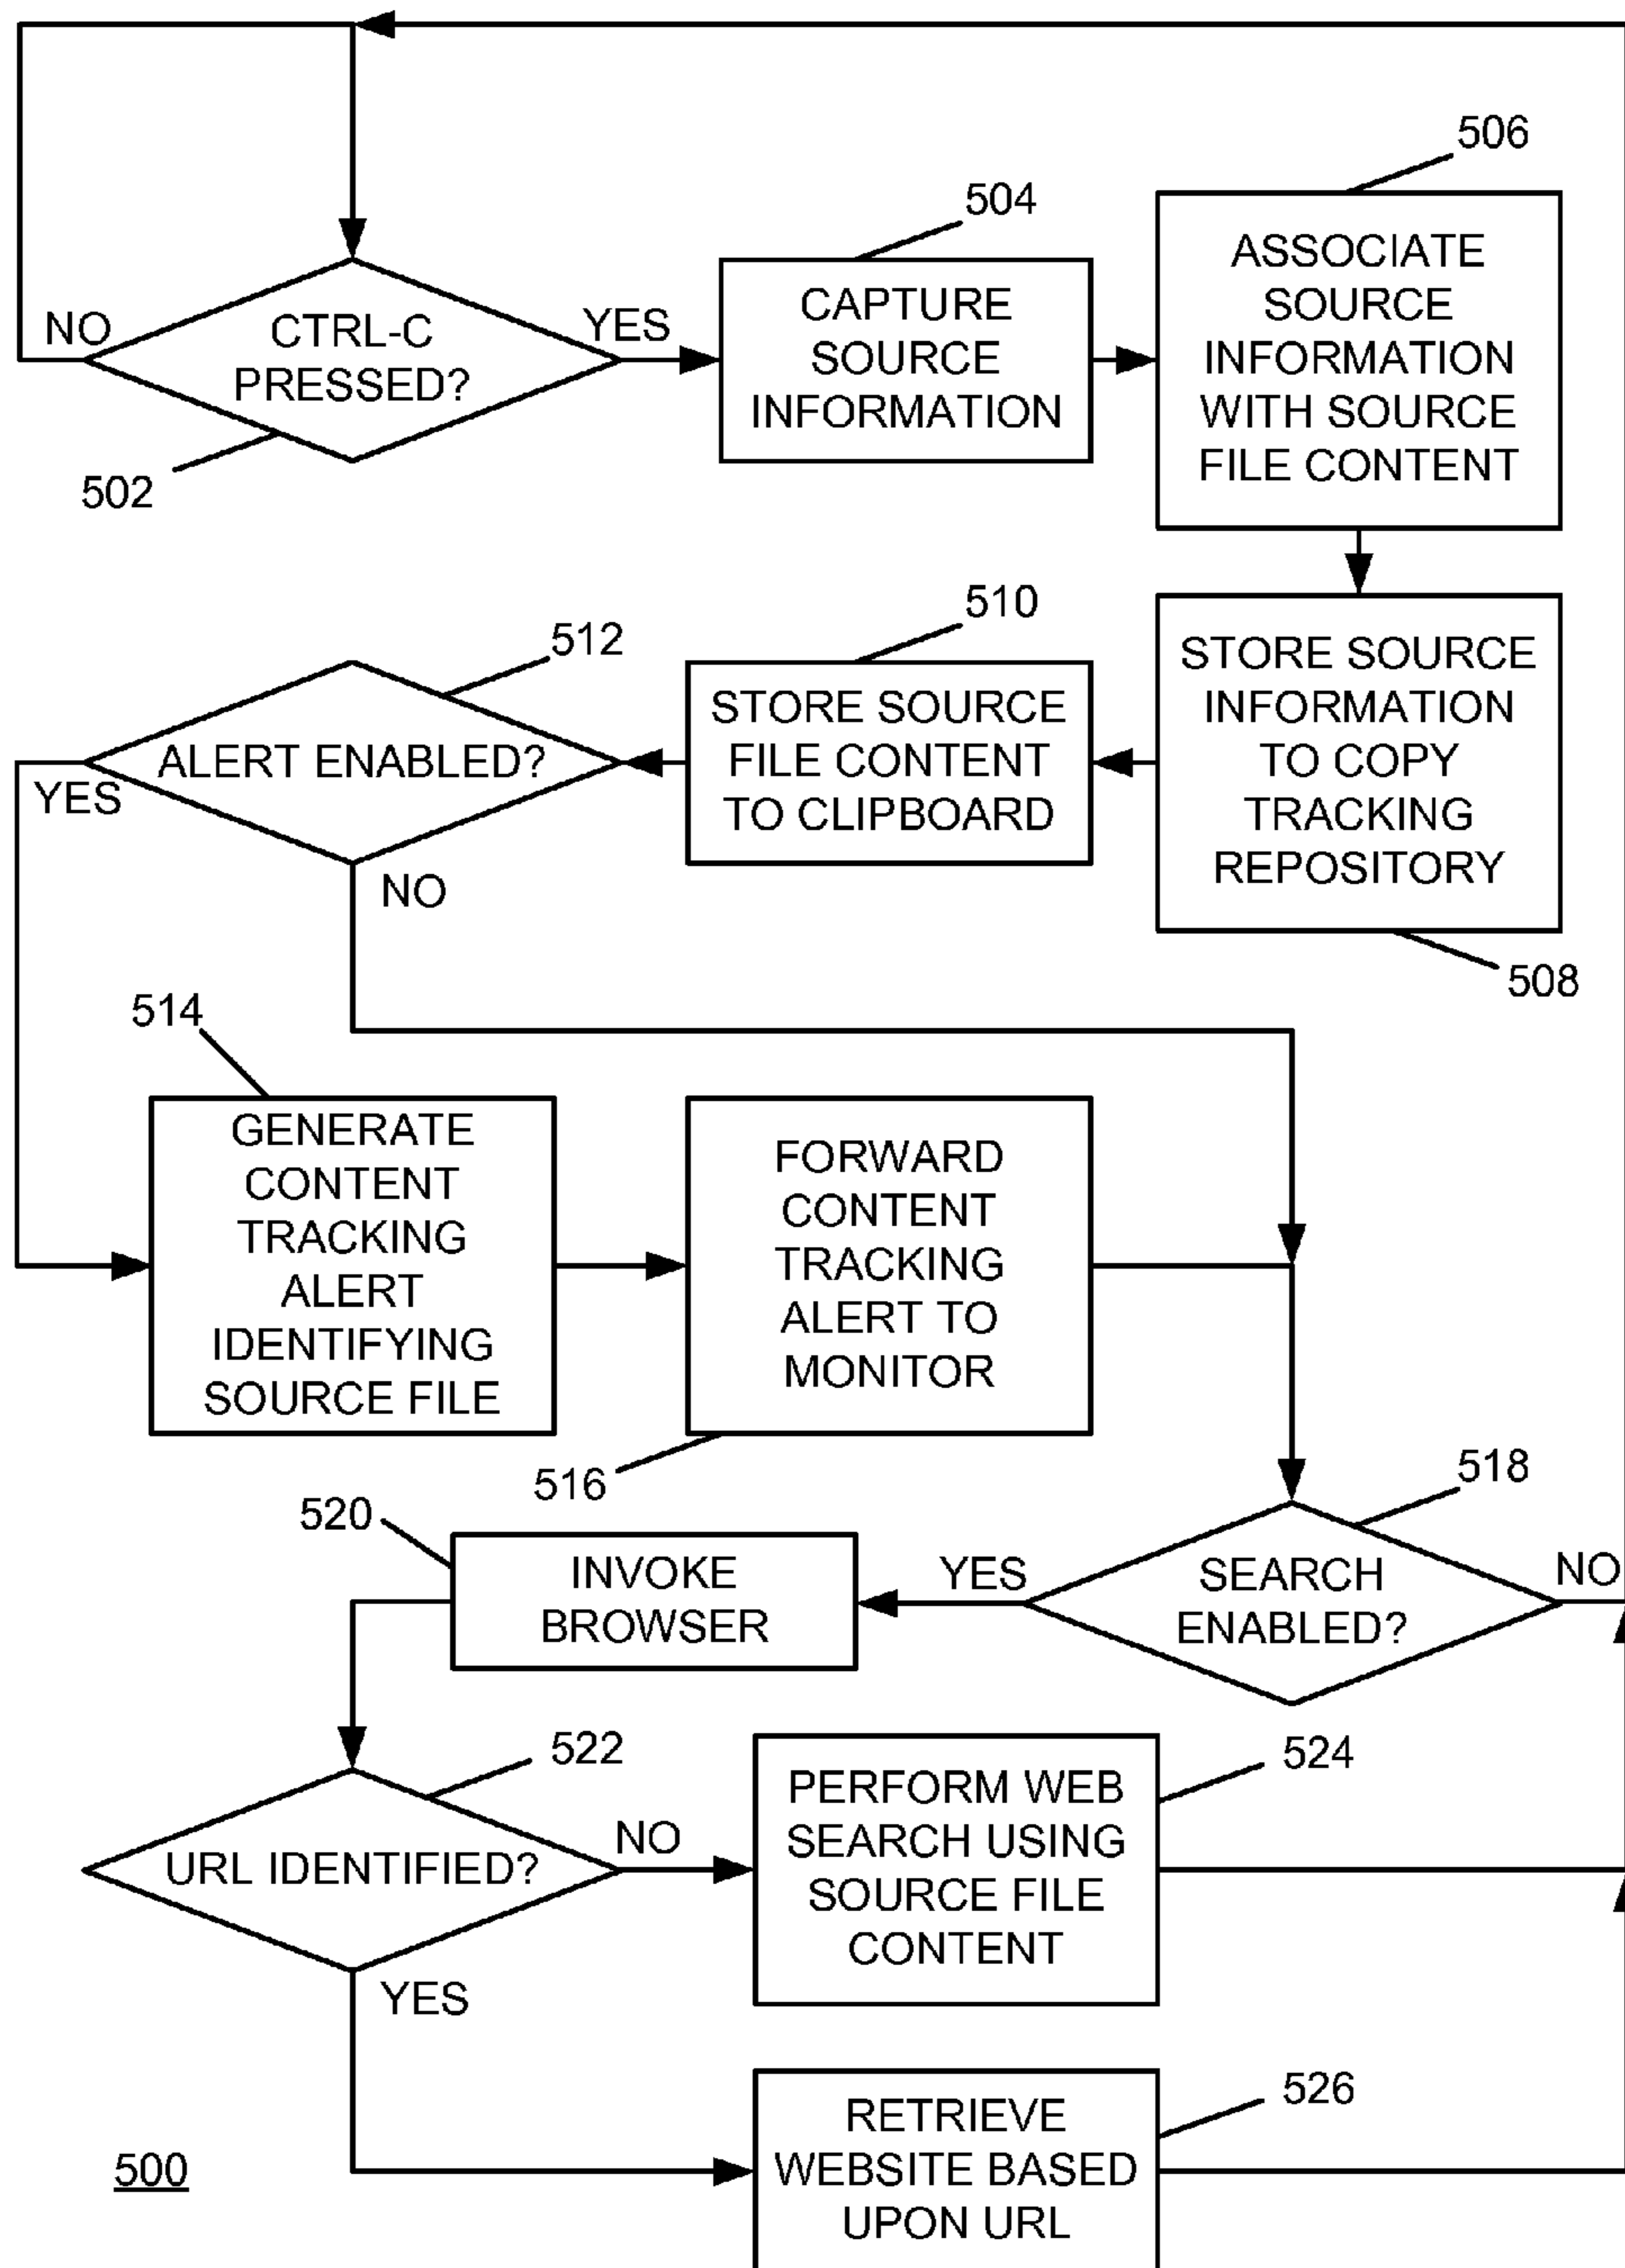 506
504
CTRL-C
PRESSED?
NO
YES
502
CAPTURE
SOURCE
INFORMATION
ASSOCIATE
SOURCE
INFORMATION
WITH SOURCE
FILE CONTENT
512
ALERT ENABLED?
YES
NO
510
STORE SOURCE
FILE CONTENT
TO CLIPBOARD
STORE SOURCE
INFORMATION
TO COPY
TRACKING
REPOSITORY
508
514
GENERATE
CONTENT
TRACKING
ALERT
IDENTIFYING
SOURCE FILE
FORWARD
CONTENT
TRACKING
ALERT TO
MONITOR
516
518
520
INVOKE
BROWSER
YES
SEARCH
ENABLED?
NO
522
URL IDENTIFIED?
NO
YES
524
PERFORM WEB
SEARCH USING
SOURCE FILE
CONTENT
526
RETRIEVE
WEBSITE BASED
UPON URL
500